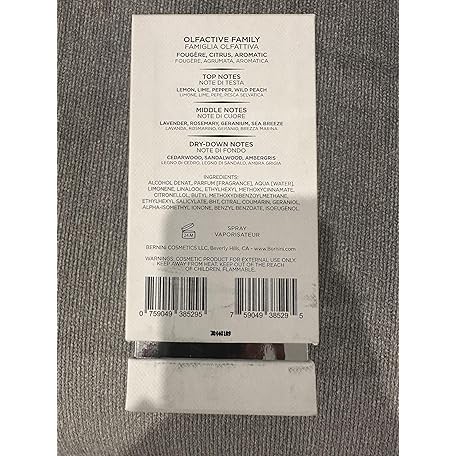 OLFACTIVE FAMILY
FAMIGLIA OLFATTIVA
FOUGÈRE, CITRUS, AROMATIC
FOUGÈRE, AGRUMATA, AROMATICA
TOP NOTES
NOTE DI TESTA
LEMON, LIME, PEPPER, WILD PEACH
LIMONE, LIME, PEPE, PESCA SELVATICA
MIDDLE NOTES
NOTE DI CUORE
LAVENDER, ROSEMARY, GERANIUM, SEA BREEZE
LAVANDA, ROSMARINO, GERANIO, BREZZA MARINA
DRY-DOWN NOTES
NOTE DI FONDO
CEDARWOOD, SANDALWOOD, AMBERGRIS
LEGNO DI CEDRO, LEGNO DI SANDALO, AMBRA GRIGIA
INGREDIENTS:
ALCOHOL DENAT., PARFUM [FRAGRANCE], AQUA [WATER],
LIMONENE, LINALOOL, ETHYLHEXYL METHOXYCINNAMATE,
CITRONELLOL, BUTYL METHOXYDIBENZOYLMETHANE,
ETHYLHEXYL SALICYLATE, BHT, CITRAL, COUMARIN, GERANIOL,
ALPHA-ISOMETHYL IONONE, BENZYL BENZOATE, ISOEUGENOL.
24M
SPRAY
VAPORISATEUR
BERNINI COSMETICS LLC, Beverly Hills, CA - www.Bernini.com
WARNINGS: COSMETIC PRODUCT FOR EXTERNAL USE ONLY.
KEEP AWAY FROM HEAT. KEEP OUT OF THE REACH
OF CHILDREN. FLAMMABLE.
0 759049 385295
7 59049 38529 5